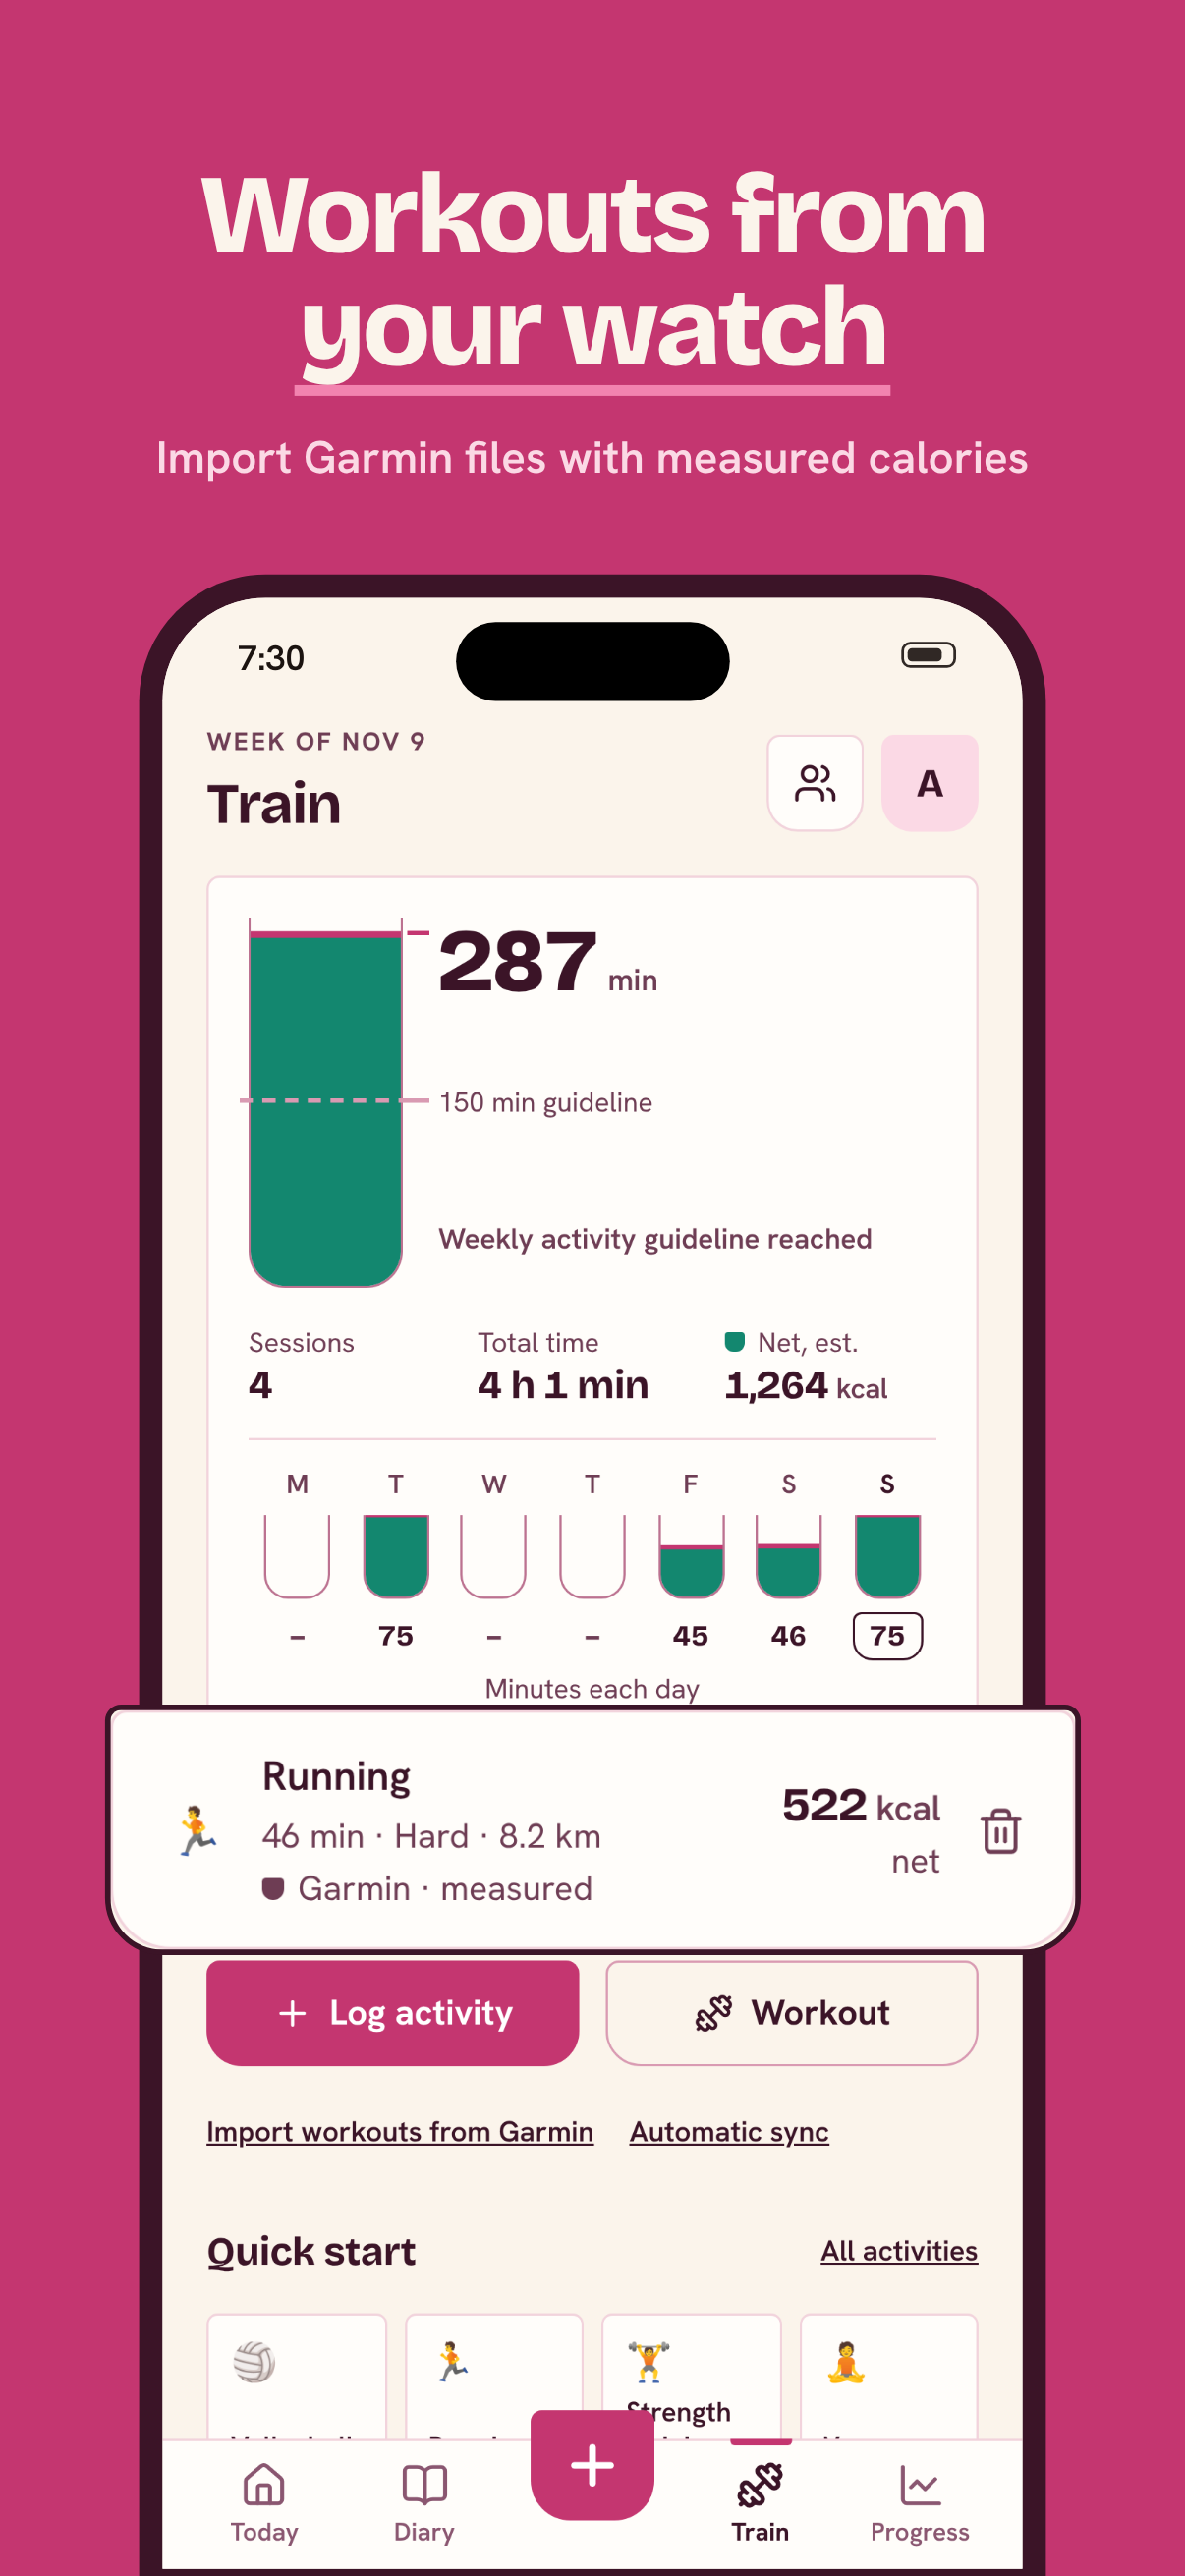 Workouts from
your watch
Import Garmin files with measured calories
7:30
WEEK OF NOV 9
Train
A
287 min
150 min guideline
Weekly activity guideline reached
Sessions
4
Total time
4 h 1 min
Net, est.
1,264 kcal
M T W T F S S
– 75 – – 45 46 75
Minutes each day
Running
46 min · Hard · 8.2 km
Garmin · measured
522 kcal
net
+ Log activity
Workout
Import workouts from Garmin
Automatic sync
Quick start
All activities
Strength
Today
Diary
Train
Progress